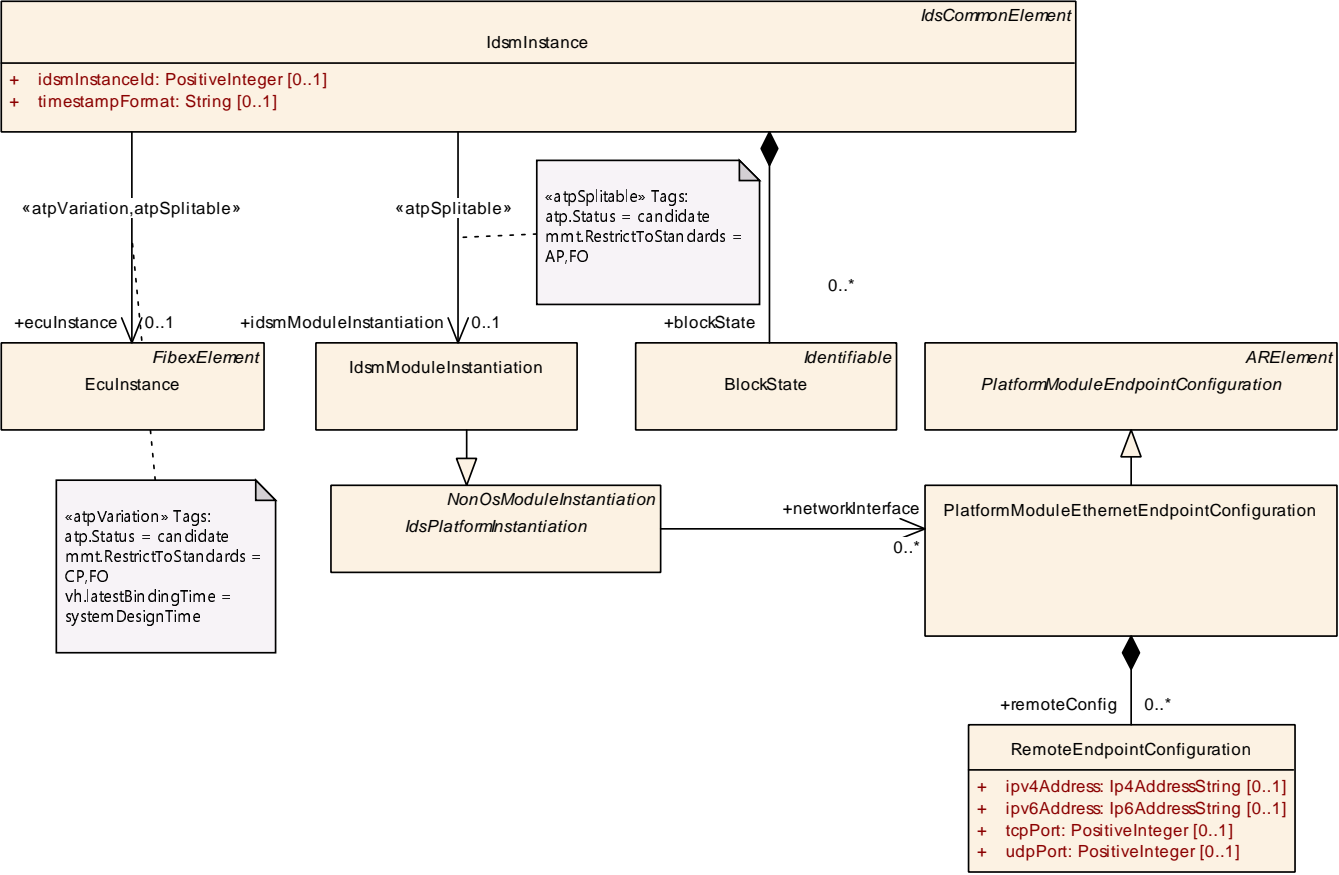 IdsCommonElement
IdsmInstance
+ idsmInstanceId: PositiveInteger [0..1]
+ timestampFormat: String [0..1]
«atpVariation,atpSplitable»
«atpSplitable»
«atpSplitable» Tags:
atp.Status = candidate
mmt.RestrictToStandards =
AP,FO
0..*
+ecuInstance
0..1
+idsmModuleInstantiation
0..1
+blockState
FibexElement
EcuInstance
IdsmModuleInstantiation
Identifiable
BlockState
ARElement
PlatformModuleEndpointConfiguration
«atpVariation» Tags:
atp.Status = candidate
mmt.RestrictToStandards =
CP,FO
vh.latestBindingTime =
systemDesignTime
NonOsModuleInstantiation
IdsPlatformInstantiation
+networkInterface
0..*
PlatformModuleEthernetEndpointConfiguration
+remoteConfig
0..*
RemoteEndpointConfiguration
+ ipv4Address: Ip4AddressString [0..1]
+ ipv6Address: Ip6AddressString [0..1]
+ tcpPort: PositiveInteger [0..1]
+ udpPort: PositiveInteger [0..1]